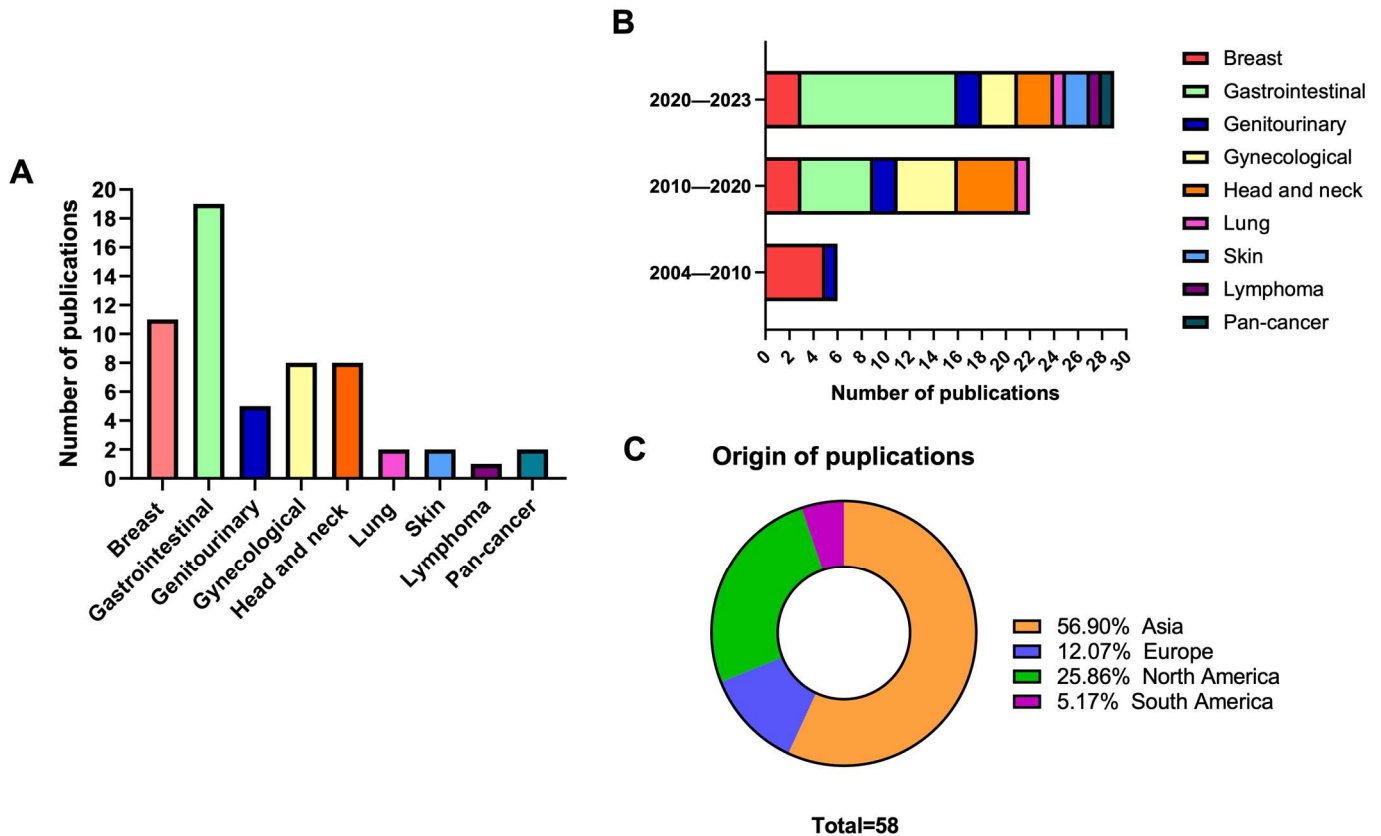 A
Number of publications
20
18
16
14
12
10
8
6
4
2
0
Breast
Gastrointestinal
Genitourinary
Gynecological
Head and neck
Lung
Skin
Lymphoma
Pan-cancer
B
2020—2023
2010—2020
2004—2010
0 2 4 6 8 10 12 14 16 18 20 22 24 26 28 30
Number of publications
Breast
Gastrointestinal
Genitourinary
Gynecological
Head and neck
Lung
Skin
Lymphoma
Pan-cancer
C
Origin of puplications
56.90% Asia
12.07% Europe
25.86% North America
5.17% South America
Total=58